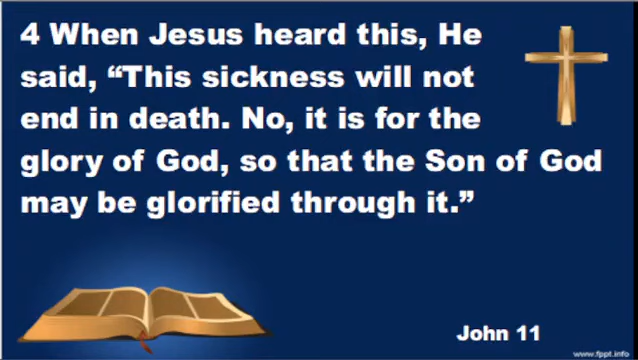 4 When Jesus heard this, He
said, “This sickness will not
end in death. No, it is for the
glory of God, so that the Son of God
may be glorified through it.”
John 11
www.fppt.info